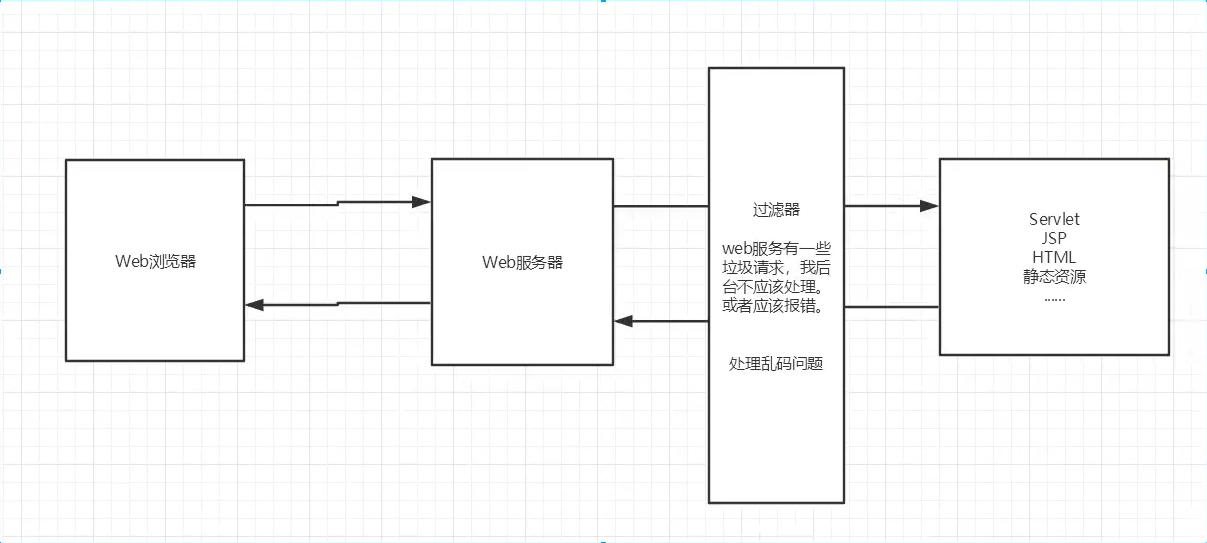 Web浏览器
Web服务器
过滤器
web服务有一些
垃圾请求，我后
台不应该处理。
或者应该报错。
处理乱码问题
Servlet
JSP
HTML
静态资源
......